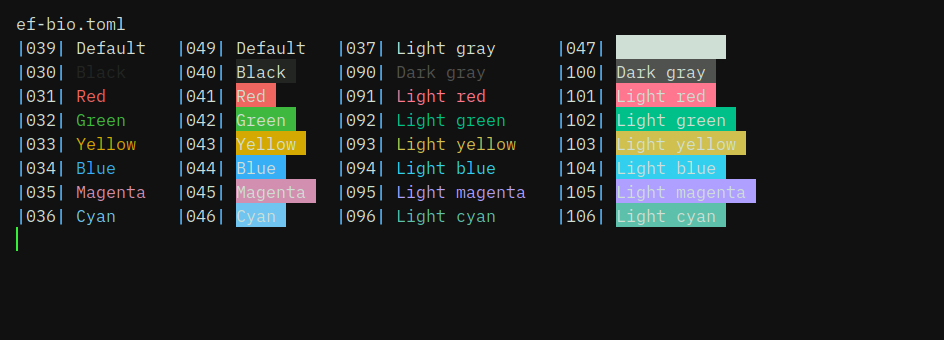 ef-bio.toml
|039| Default |049| Default |037| Light gray |047|
|030| Black |040| Black |090| Dark gray |100| Dark gray
|031| Red |041| Red |091| Light red |101| Light red
|032| Green |042| Green |092| Light green |102| Light green
|033| Yellow |043| Yellow |093| Light yellow |103| Light yellow
|034| Blue |044| Blue |094| Light blue |104| Light blue
|035| Magenta |045| Magenta |095| Light magenta |105| Light magenta
|036| Cyan |046| Cyan |096| Light cyan |106| Light cyan